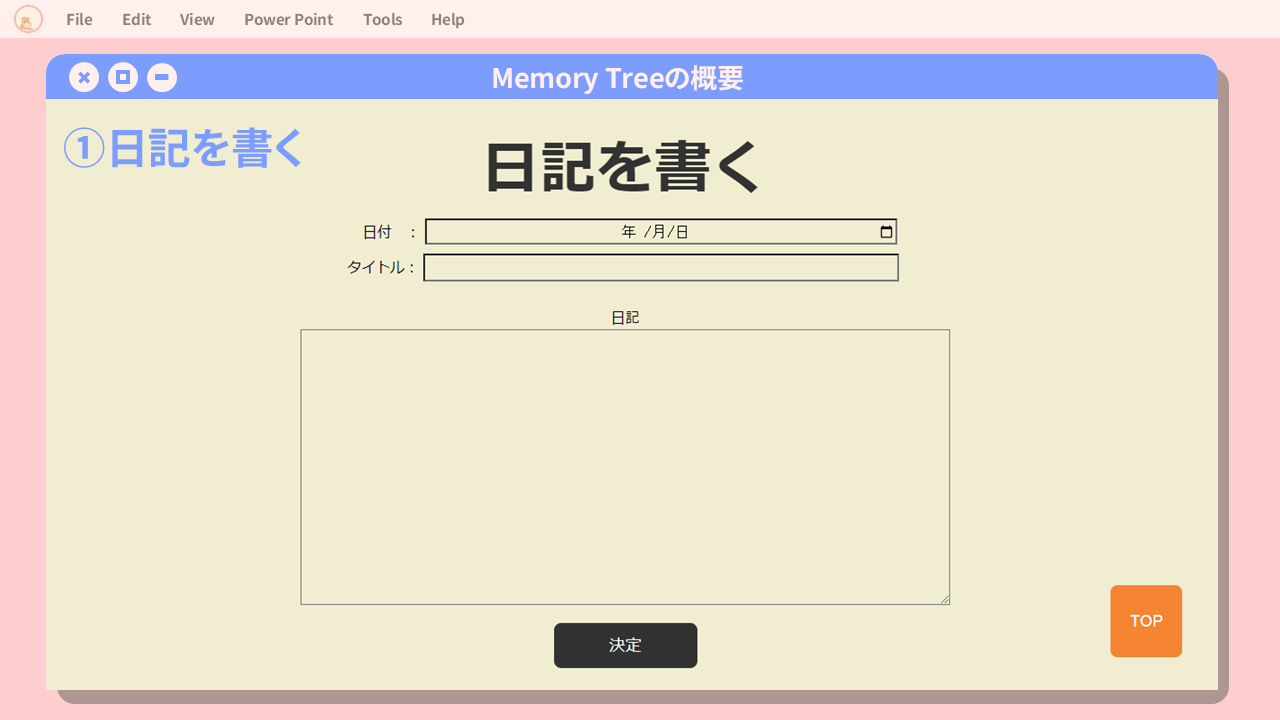 File Edit View Power Point Tools Help
Memory Treeの概要
①日記を書く
日記を書く
日付 : 年 /月/日
タイトル :
日記
決定
TOP